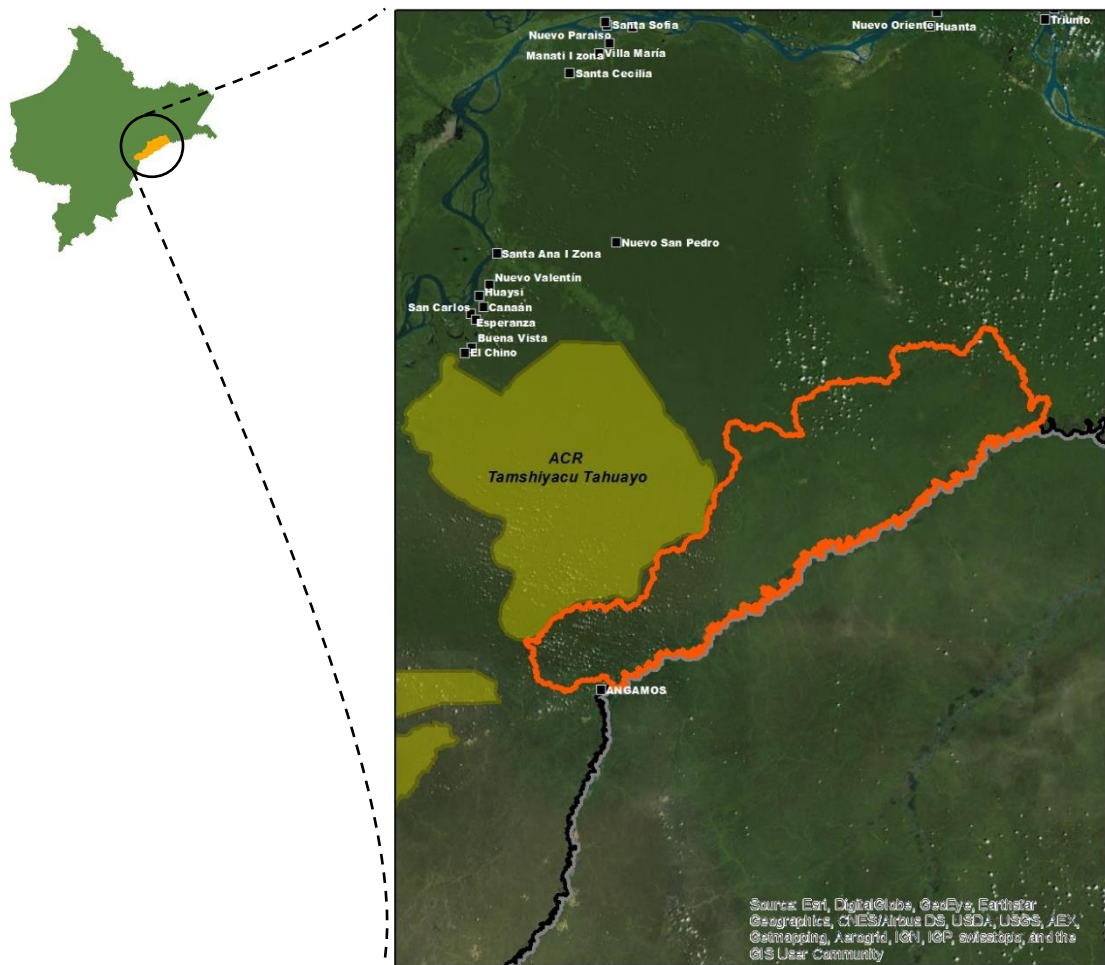 Santa Sofia
Nuevo Paraiso
Manati I zona
Villa María
Santa Cecilia
Nuevo Oriente
Huanta
Triunfo
Nuevo San Pedro
Santa Ana I Zona
Nuevo Valentín
Huaysi
San Carlos
Canaán
Esperanza
Buena Vista
El Chino
ACR
Tamshiyacu Tahuayo
ANGAMOS
Source: Esri, DigitalGlobe, GeoEye, Earthstar
Geographics, CNES/Airbus DS, USDA, USGS, AEX,
Getmapping, Aerogrid, IGN, IGP, swisstopo, and the
GIS User Community